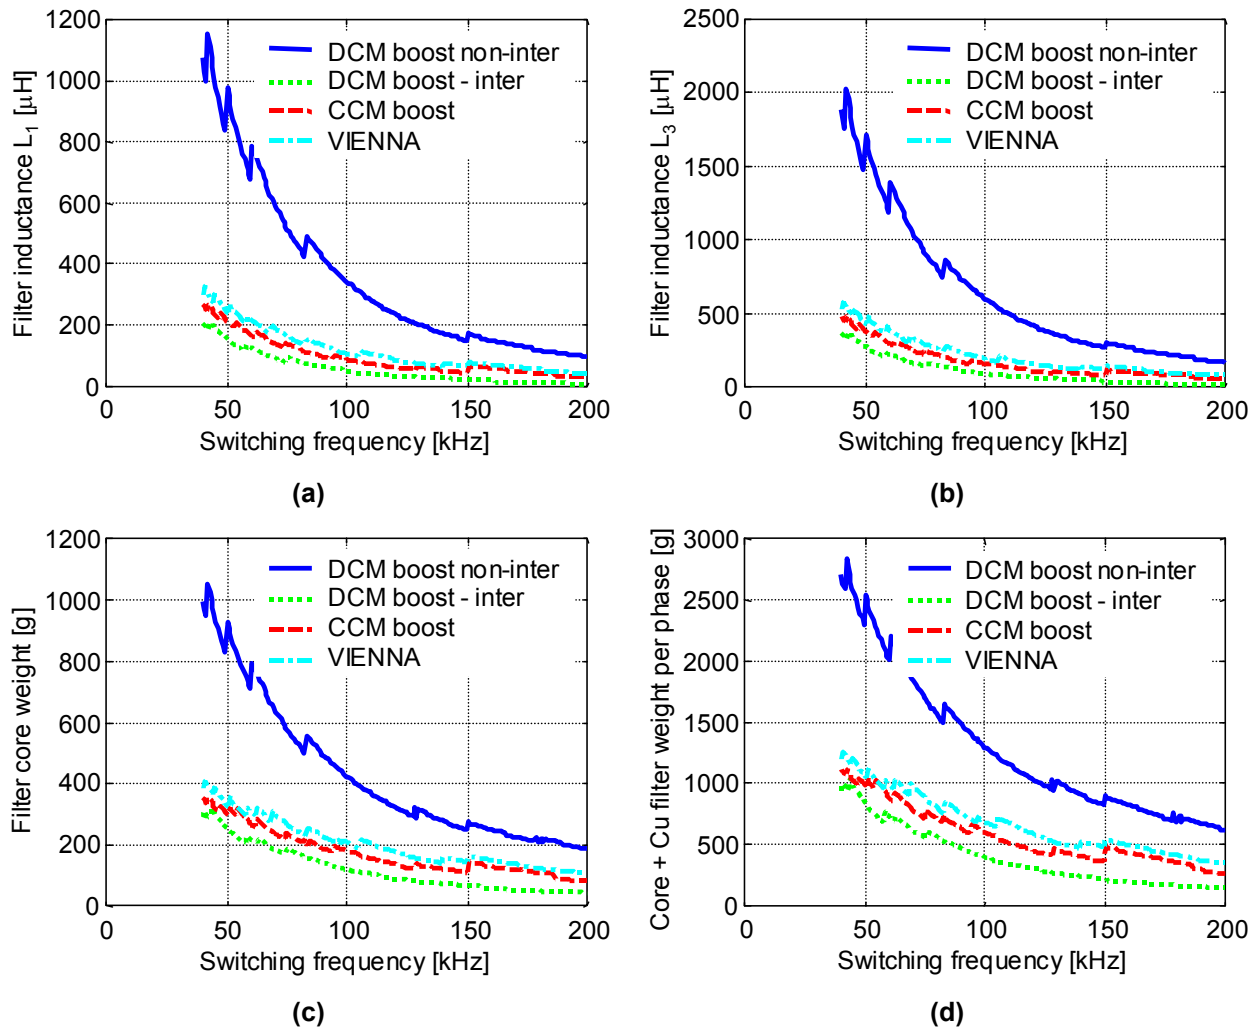 1200
1000
800
600
400
200
0
0
50
100
150
200
Filter inductance L₁ [μH]
Switching frequency [kHz]
DCM boost non-inter
DCM boost - inter
CCM boost
VIENNA
(a)
2500
2000
1500
1000
500
0
0
50
100
150
200
Filter inductance L₃ [μH]
Switching frequency [kHz]
DCM boost non-inter
DCM boost - inter
CCM boost
VIENNA
(b)
1200
1000
800
600
400
200
0
0
50
100
150
200
Filter core weight [g]
Switching frequency [kHz]
DCM boost non-inter
DCM boost - inter
CCM boost
VIENNA
(c)
3000
2500
2000
1500
1000
500
0
0
50
100
150
200
Core + Cu filter weight per phase [g]
Switching frequency [kHz]
DCM boost non-inter
DCM boost - inter
CCM boost
VIENNA
(d)